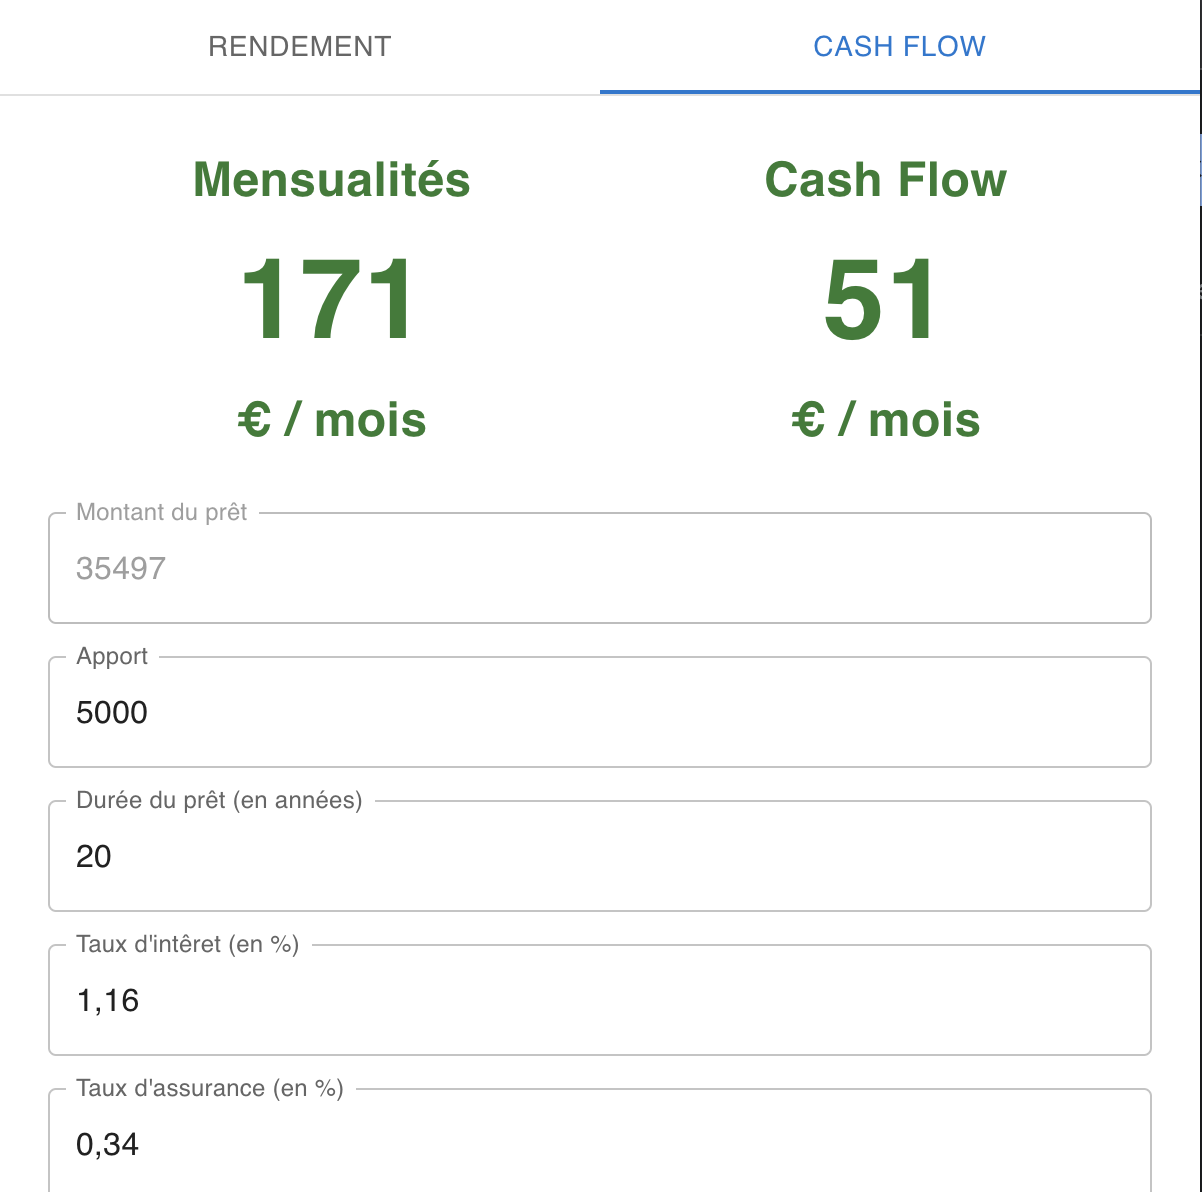 RENDEMENT CASH FLOW
Mensualités Cash Flow
171 51
€ / mois € / mois
Montant du prêt
35497
Apport
5000
Durée du prêt (en années)
20
Taux d'intêret (en %)
1,16
Taux d'assurance (en %)
0,34